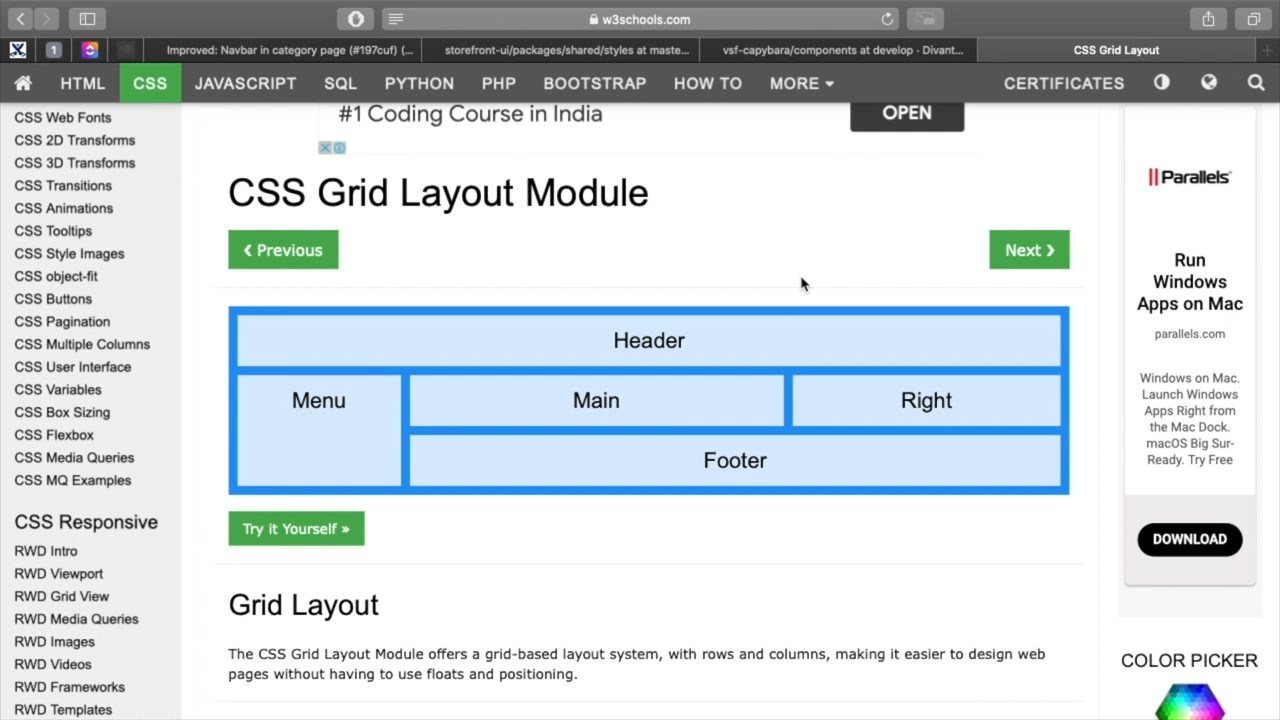 w3schools.com
1
Improved: Navbar in category page (#197cuf) (...
storefront-ui/packages/shared/styles at maste...
vsf-capybara/components at develop · Divant...
CSS Grid Layout
HTML
CSS
JAVASCRIPT
SQL
PYTHON
PHP
BOOTSTRAP
HOW TO
MORE
CERTIFICATES
CSS Web Fonts
CSS 2D Transforms
CSS 3D Transforms
CSS Transitions
CSS Animations
CSS Tooltips
CSS Style Images
CSS object-fit
CSS Buttons
CSS Pagination
CSS Multiple Columns
CSS User Interface
CSS Variables
CSS Box Sizing
CSS Flexbox
CSS Media Queries
CSS MQ Examples
CSS Responsive
RWD Intro
RWD Viewport
RWD Grid View
RWD Media Queries
RWD Images
RWD Videos
RWD Frameworks
RWD Templates
#1 Coding Course in India
OPEN
CSS Grid Layout Module
❮ Previous
Next ❯
Header
Menu
Main
Right
Footer
Try it Yourself »
Grid Layout
The CSS Grid Layout Module offers a grid-based layout system, with rows and columns, making it easier to design web
pages without having to use floats and positioning.
Parallels
Run
Windows
Apps on Mac
parallels.com
Windows on Mac.
Launch Windows
Apps Right from
the Mac Dock.
macOS Big Sur-
Ready. Try Free
DOWNLOAD
COLOR PICKER